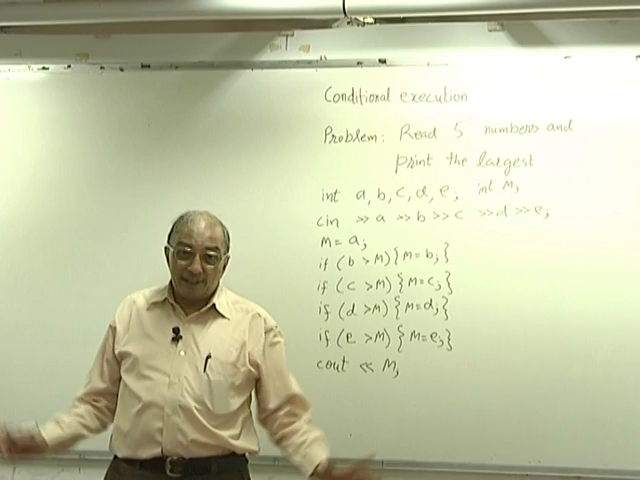 Conditional execution
Problem: Read 5 numbers and
print the largest
int a, b, c, d, e; int M;
cin >> a >> b >> c >> d >> e;
M = a;
if (b > M) { M = b; }
if (c > M) { M = c; }
if (d > M) { M = d; }
if (e > M) { M = e; }
cout << M;